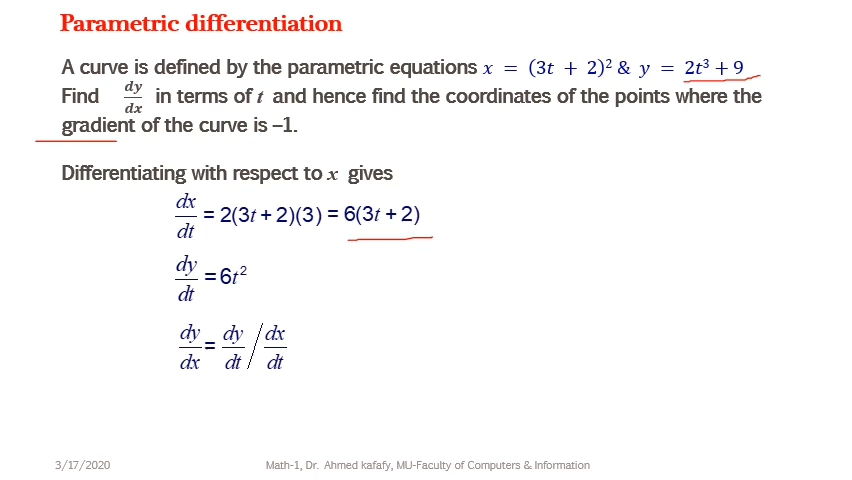 Parametric differentiation
A curve is defined by the parametric equations x = (3t + 2)² & y = 2t³ + 9
Find dy/dx in terms of t and hence find the coordinates of the points where the
gradient of the curve is –1.
Differentiating with respect to x gives
dx/dt = 2(3t + 2)(3) = 6(3t + 2)
dy/dt = 6t²
dy/dx = dy/dt / dx/dt
3/17/2020
Math-1, Dr. Ahmed kafafy, MU-Faculty of Computers & Information